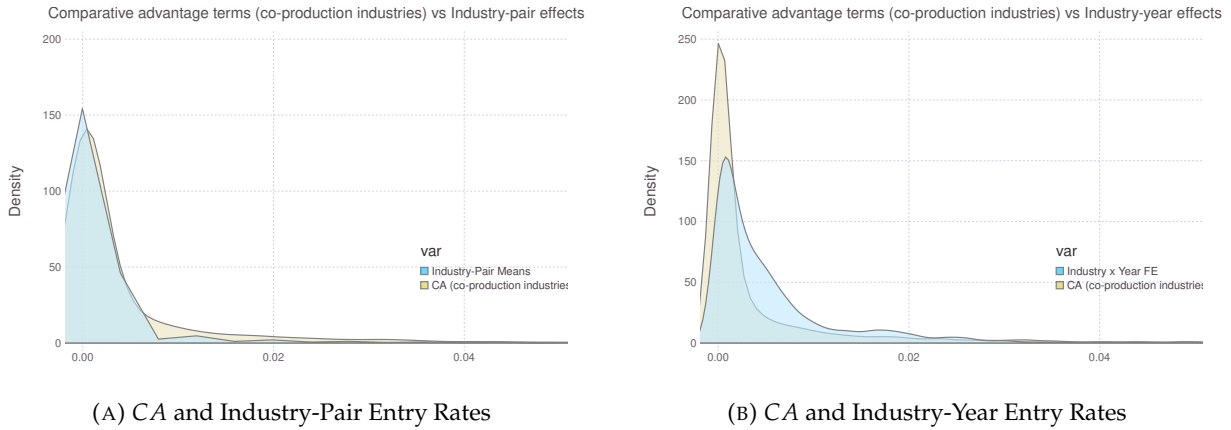 Comparative advantage terms (co-production industries) vs Industry-pair effects
200
150
100
50
0
Density
0.00
0.02
0.04
var
Industry-Pair Means
CA (co-production industries
(A) CA and Industry-Pair Entry Rates
Comparative advantage terms (co-production industries) vs Industry-year effects
250
200
150
100
50
0
Density
0.00
0.02
0.04
var
Industry x Year FE
CA (co-production industries
(B) CA and Industry-Year Entry Rates